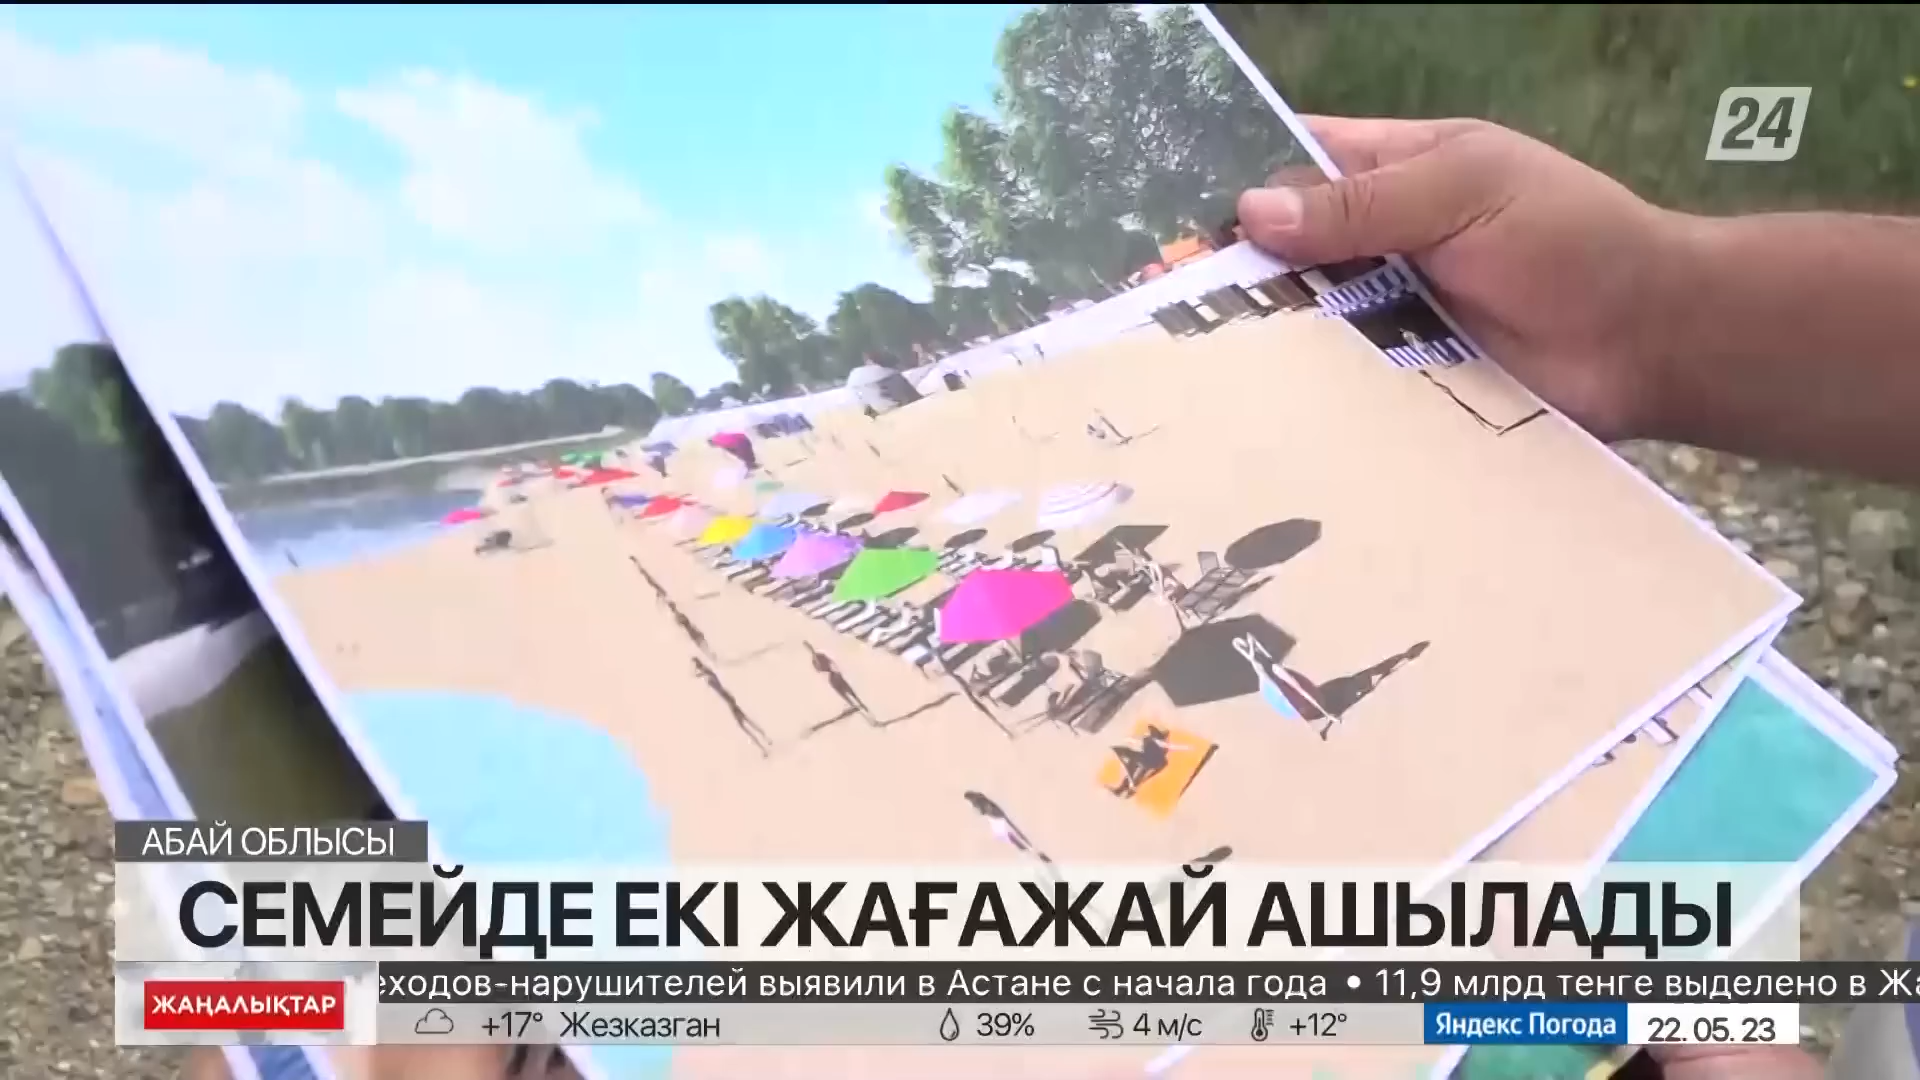 24
АБАЙ ОБЛЫСЫ
СЕМЕЙДЕ ЕКІ ЖАҒАЖАЙ АШЫЛАДЫ
еходов-нарушителей выявили в Астане с начала года • 11,9 млрд тенге выделено в Жа
ЖАҢАЛЫҚТАР
+17° Жезказган 39% 4 м/с +12° Яндекс Погода 22.05.23